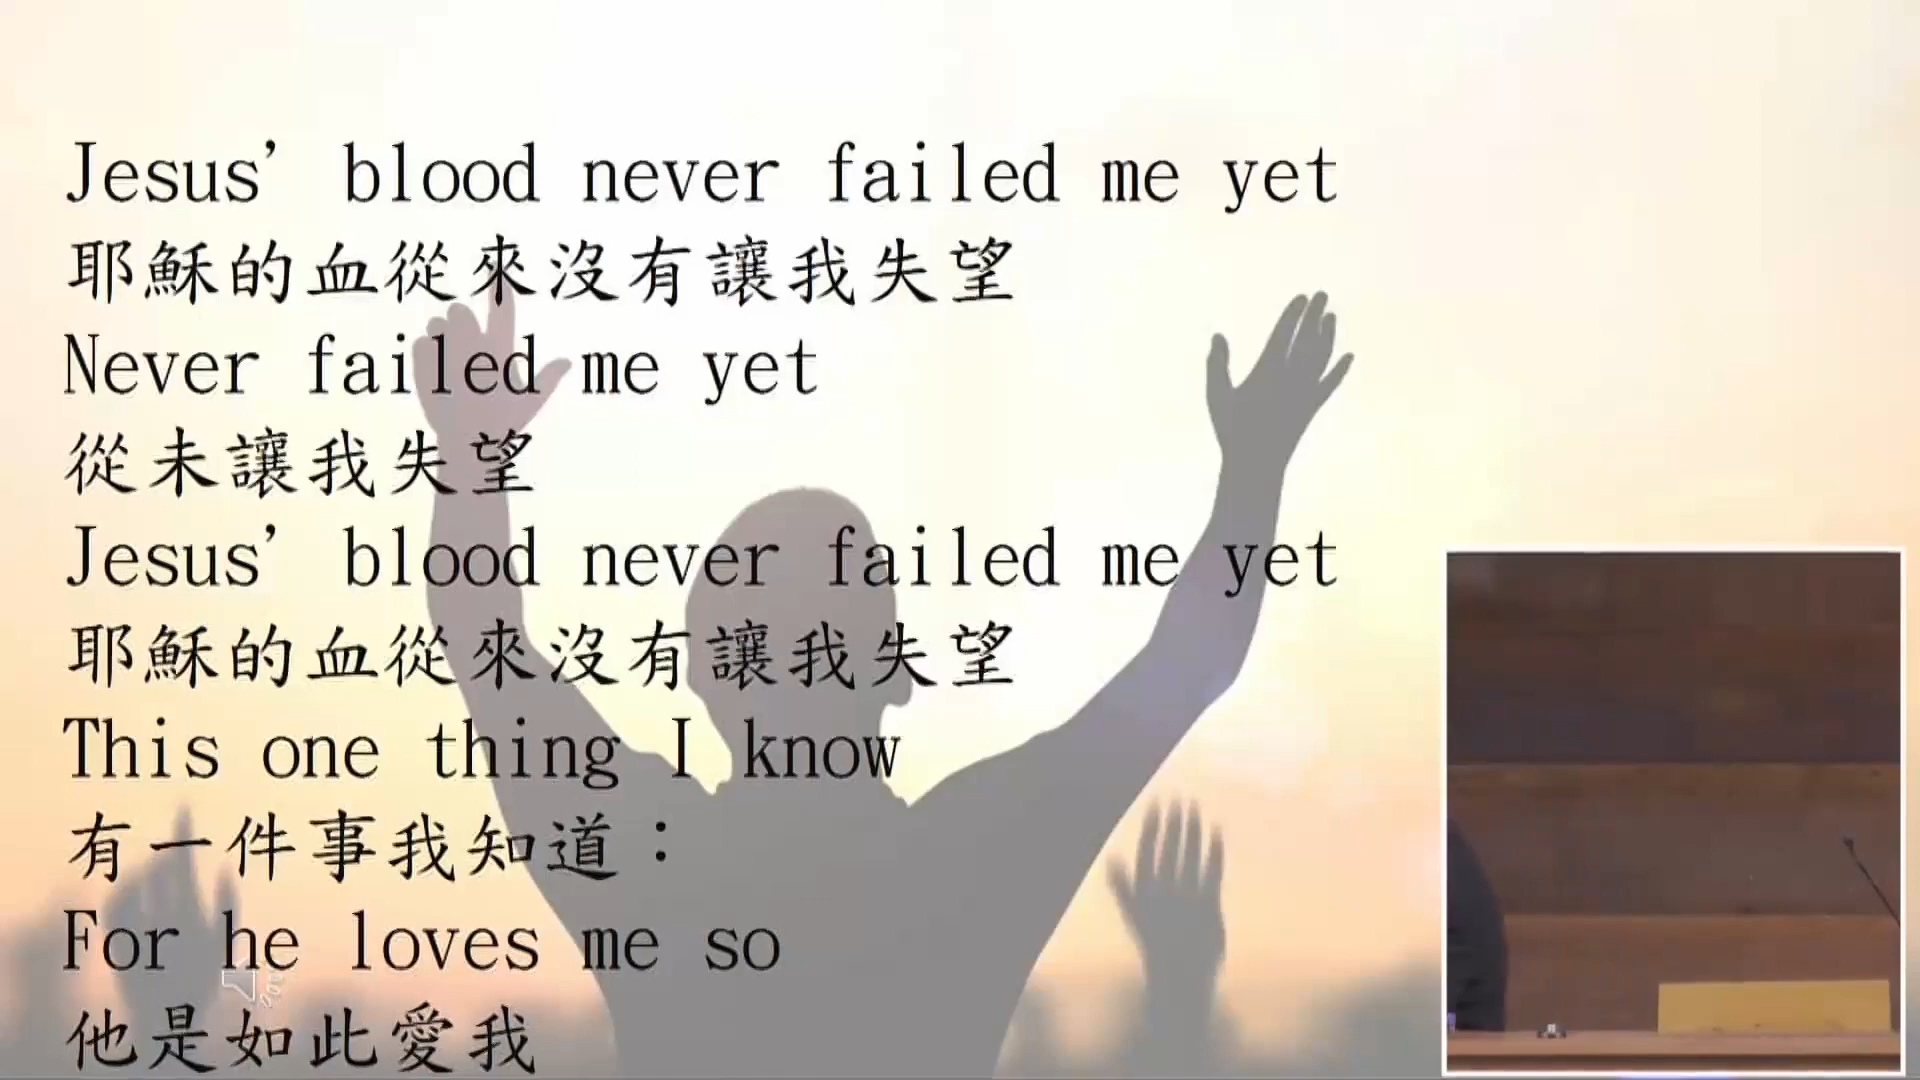 Jesus’ blood never failed me yet
耶穌的血從來沒有讓我失望
Never failed me yet
從未讓我失望
Jesus’ blood never failed me yet
耶穌的血從來沒有讓我失望
This one thing I know
有一件事我知道：
For he loves me so
他是如此愛我